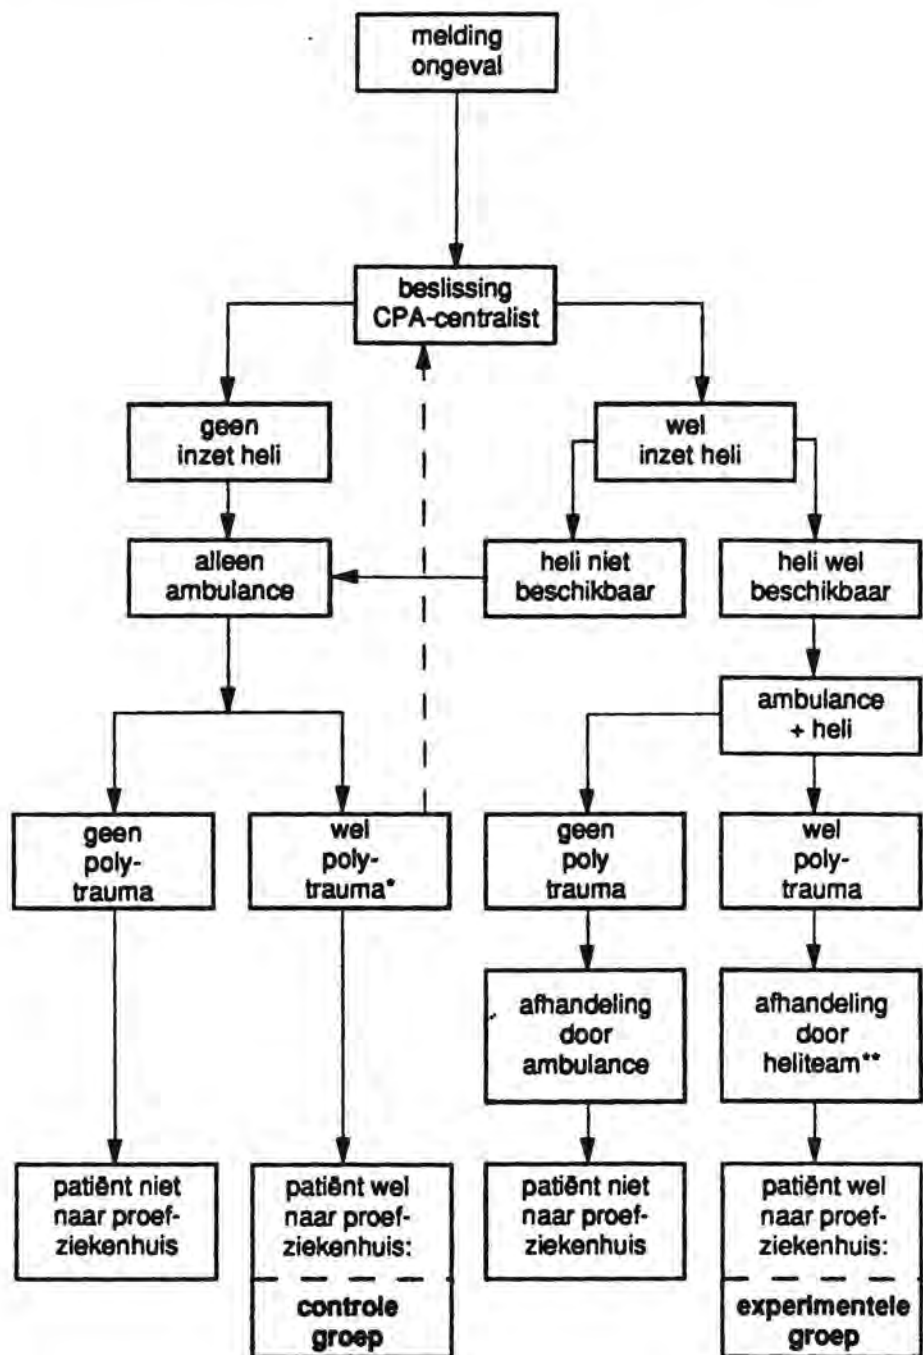 melding
ongeval
beslissing
CPA-centralist
geen
inzet heli
wel
inzet heli
alleen
ambulance
heli niet
beschikbaar
heli wel
beschikbaar
ambulance
+ heli
geen
poly-
trauma
wel
poly-
trauma*
geen
poly
trauma
wel
poly-
trauma
afhandeling
door
ambulance
afhandeling
door
heliteam**
patiënt niet
naar proef-
ziekenhuis
patiënt wel
naar proef-
ziekenhuis:
controle
groep
patiënt niet
naar proef-
ziekenhuis
patiënt wel
naar proef-
ziekenhuis:
experimentele
groep